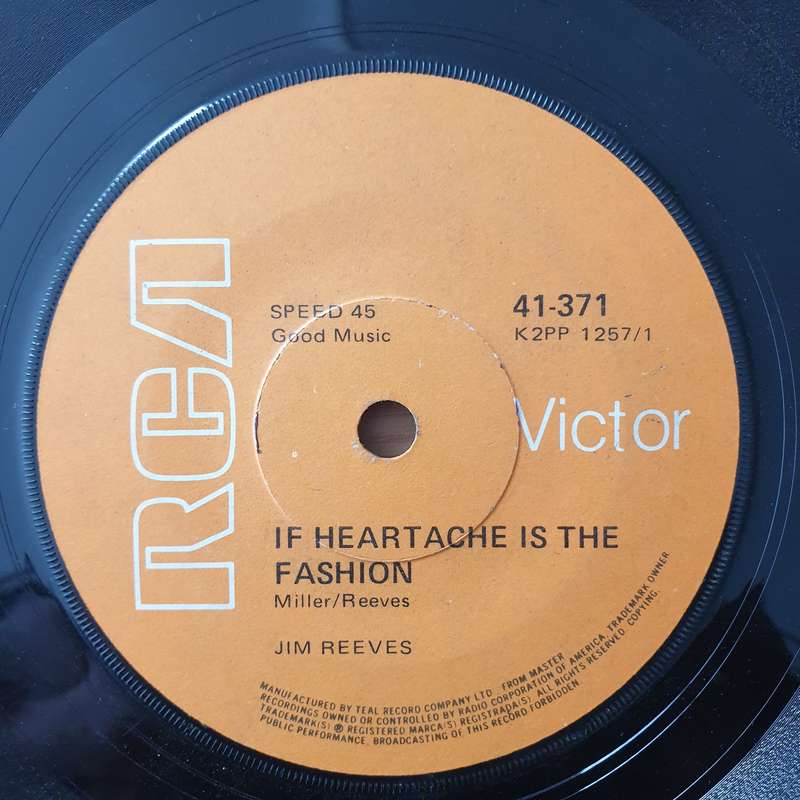 RCA
SPEED 45
Good Music
41-371
K2PP 1257/1
Victor
IF HEARTACHE IS THE
FASHION
Miller/Reeves
JIM REEVES
MANUFACTURED BY TEAL RECORD COMPANY LTD. FROM MASTER
RECORDINGS OWNED OR CONTROLLED BY RADIO CORPORATION OF AMERICA, TRADEMARK OWNER
TRADEMARK(S) ® REGISTERED MARCA(S) REGISTRADA(S). ALL RIGHTS RESERVED. COPYING,
PUBLIC PERFORMANCE, BROADCASTING OF THIS RECORD FORBIDDEN